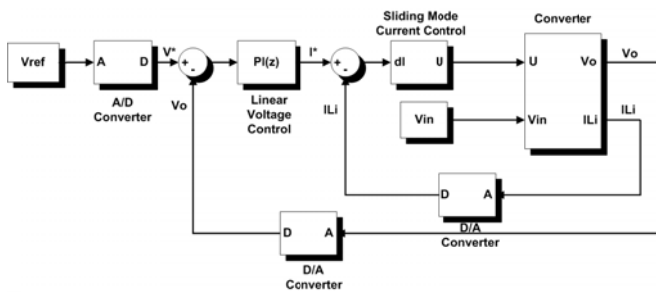 Sliding Mode
Current Control
Converter
Vref
A D
A/D
Converter
V*
+
-
Vo
PI(z)
Linear
Voltage
Control
I*
+
-
ILi
dI U
Vin
U Vo
Vin ILi
Vo
ILi
D A
D/A
Converter
D A
D/A
Converter